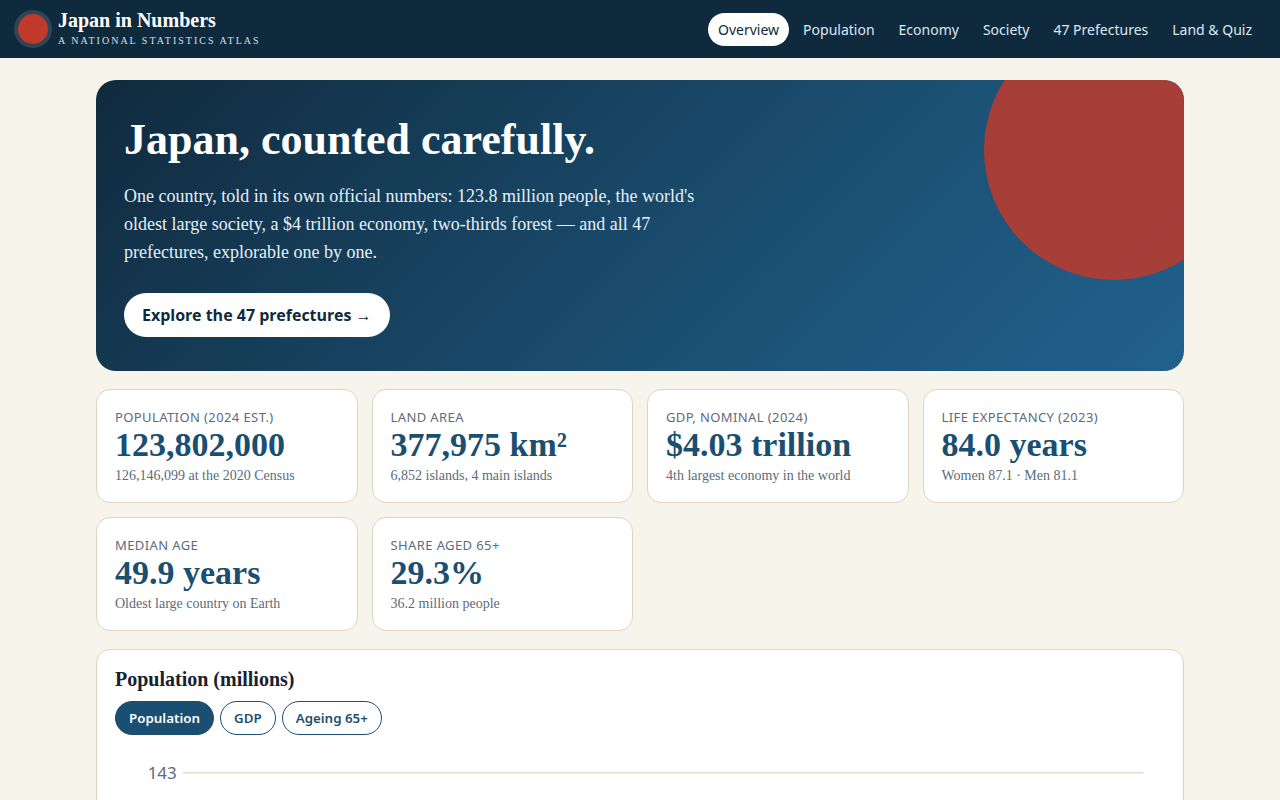 Japan in Numbers
A NATIONAL STATISTICS ATLAS
Overview
Population
Economy
Society
47 Prefectures
Land & Quiz
Japan, counted carefully.
One country, told in its own official numbers: 123.8 million people, the world's
oldest large society, a $4 trillion economy, two-thirds forest — and all 47
prefectures, explorable one by one.
Explore the 47 prefectures →
POPULATION (2024 EST.)
123,802,000
126,146,099 at the 2020 Census
LAND AREA
377,975 km²
6,852 islands, 4 main islands
GDP, NOMINAL (2024)
$4.03 trillion
4th largest economy in the world
LIFE EXPECTANCY (2023)
84.0 years
Women 87.1 · Men 81.1
MEDIAN AGE
49.9 years
Oldest large country on Earth
SHARE AGED 65+
29.3%
36.2 million people
Population (millions)
Population
GDP
Ageing 65+
143